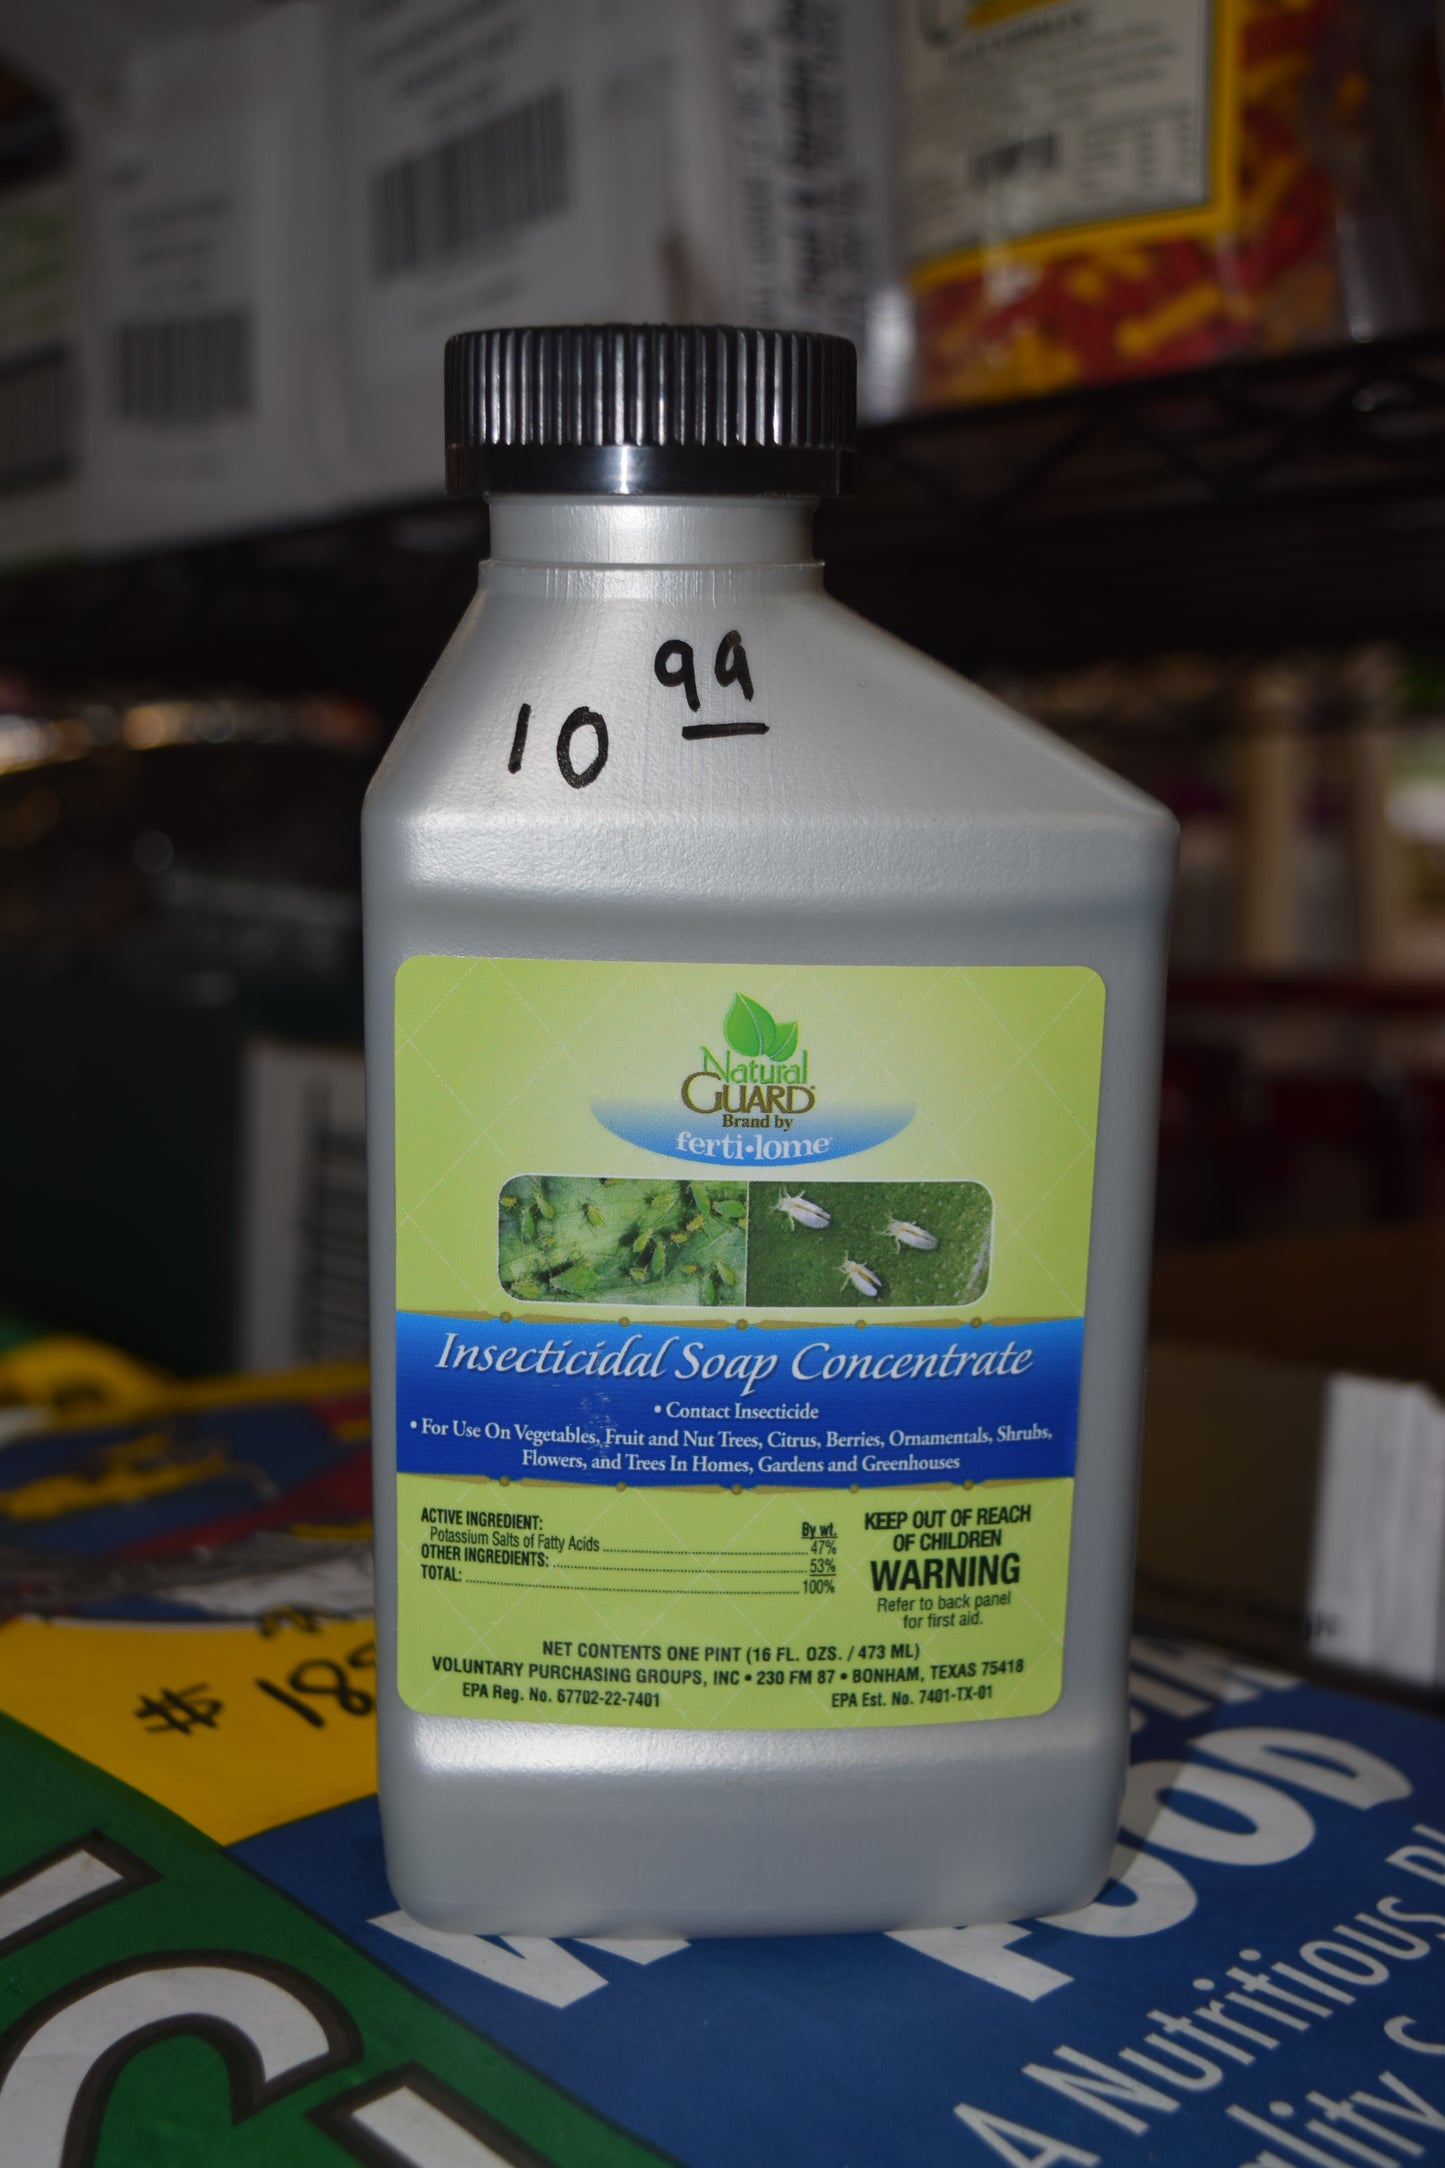 10 99
Natural
GUARD®
Brand by
ferti•lome
Insecticidal Soap Concentrate
• Contact Insecticide
• For Use On Vegetables, Fruit and Nut Trees, Citrus, Berries, Ornamentals, Shrubs,
Flowers, and Trees In Homes, Gardens and Greenhouses
ACTIVE INGREDIENT: By wt.
Potassium Salts of Fatty Acids 47%
OTHER INGREDIENTS: 53%
TOTAL: 100%
KEEP OUT OF REACH
OF CHILDREN
WARNING
Refer to back panel
for first aid.
NET CONTENTS ONE PINT (16 FL. OZS. / 473 ML)
VOLUNTARY PURCHASING GROUPS, INC • 230 FM 87 • BONHAM, TEXAS 75418
EPA Reg. No. 67702-22-7401 EPA Est. No. 7401-TX-01
# 18
FOOD
A Nutritious